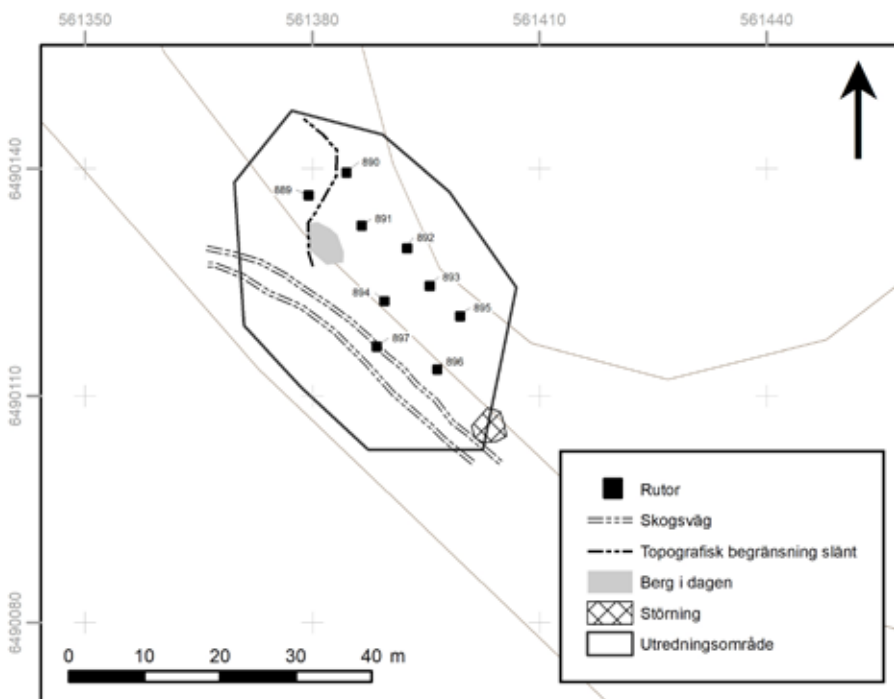 561350 561380 561410 561440
6490140
6490110
6490080
890
889
891
892
893
894
895
897
896
Rutor
Skogsväg
Topografisk begränsning slänt
Berg i dagen
Störning
Utredningsområde
0 10 20 30 40 m